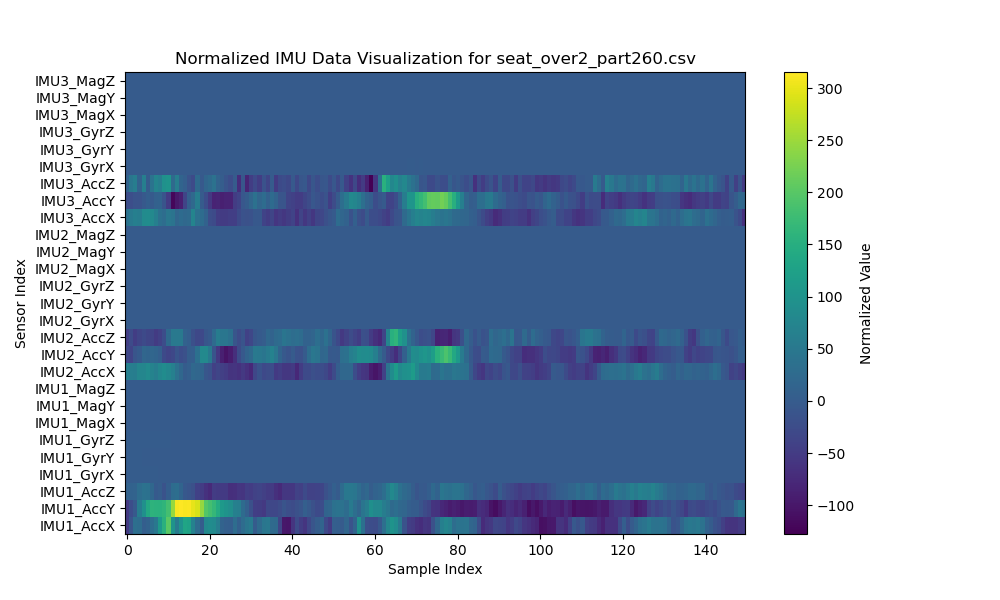 Normalized IMU Data Visualization for seat_over2_part260.csv
IMU3_MagZ
IMU3_MagY
IMU3_MagX
IMU3_GyrZ
IMU3_GyrY
IMU3_GyrX
IMU3_AccZ
IMU3_AccY
IMU3_AccX
IMU2_MagZ
IMU2_MagY
IMU2_MagX
IMU2_GyrZ
IMU2_GyrY
IMU2_GyrX
IMU2_AccZ
IMU2_AccY
IMU2_AccX
IMU1_MagZ
IMU1_MagY
IMU1_MagX
IMU1_GyrZ
IMU1_GyrY
IMU1_GyrX
IMU1_AccZ
IMU1_AccY
IMU1_AccX
Sensor Index
0 20 40 60 80 100 120 140
Sample Index
300
250
200
150
100
50
0
−50
−100
Normalized Value